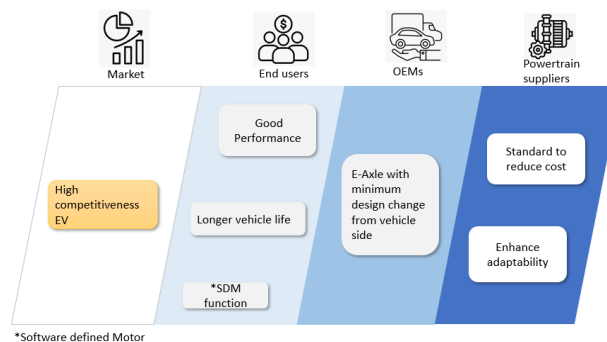 Market
End users
OEMs
Powertrain
suppliers
High
competitiveness
EV
Good
Performance
Longer vehicle life
*SDM
function
E-Axle with
minimum
design change
from vehicle
side
Standard to
reduce cost
Enhance
adaptability
*Software defined Motor